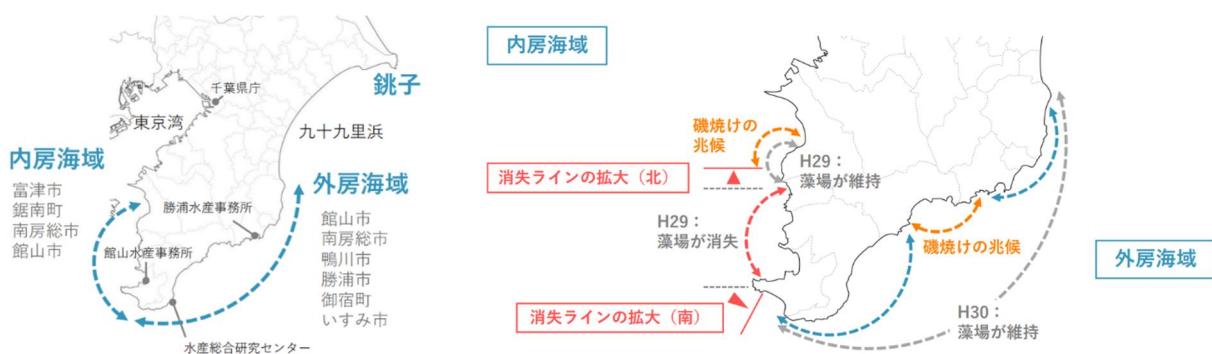 千葉県庁
銚子
東京湾
九十九里浜
内房海域
富津市
鋸南町
南房総市
館山市
外房海域
館山市
南房総市
鴨川市
勝浦市
御宿町
いすみ市
勝浦水産事務所
館山水産事務所
水産総合研究センター
内房海域
磯焼けの
兆候
消失ラインの拡大（北）
H29：
藻場が維持
H29：
藻場が消失
磯焼けの兆候
外房海域
消失ラインの拡大（南）
H30：
藻場が維持